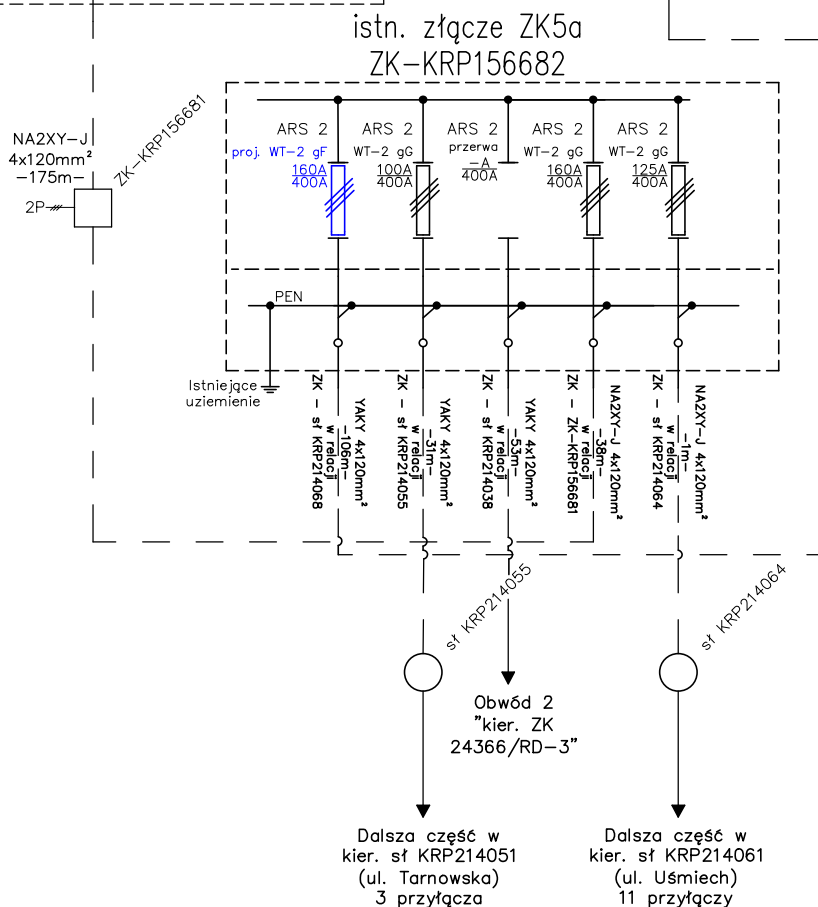 istn. złącze ZK5a
ZK-KRP156682
NA2XY-J
4x120mm²
-175m-
2P
ZK-KRP156681
ARS 2
proj. WT-2 gF
160A
400A
ARS 2
WT-2 gG
100A
400A
ARS 2
przerwa
-A
400A
ARS 2
WT-2 gG
160A
400A
ARS 2
WT-2 gG
125A
400A
PEN
Istniejące
uziemienie
YAKY 4x120mm²
-106m-
w relacji
ZK - sł KRP214068
YAKY 4x120mm²
-31m-
w relacji
ZK - sł KRP214055
YAKY 4x120mm²
-53m-
w relacji
ZK - sł KRP214038
NA2XY-J 4x120mm²
-38m-
w relacji
ZK - ZK-KRP156681
NA2XY-J 4x120mm²
-1m-
w relacji
ZK - sł KRP214064
sł KRP214055
sł KRP214064
Obwód 2
"kier. ZK
24366/RD-3"
Dalsza część w
kier. sł KRP214051
(ul. Tarnowska)
3 przyłącza
Dalsza część w
kier. sł KRP214061
(ul. Uśmiech)
11 przyłączy